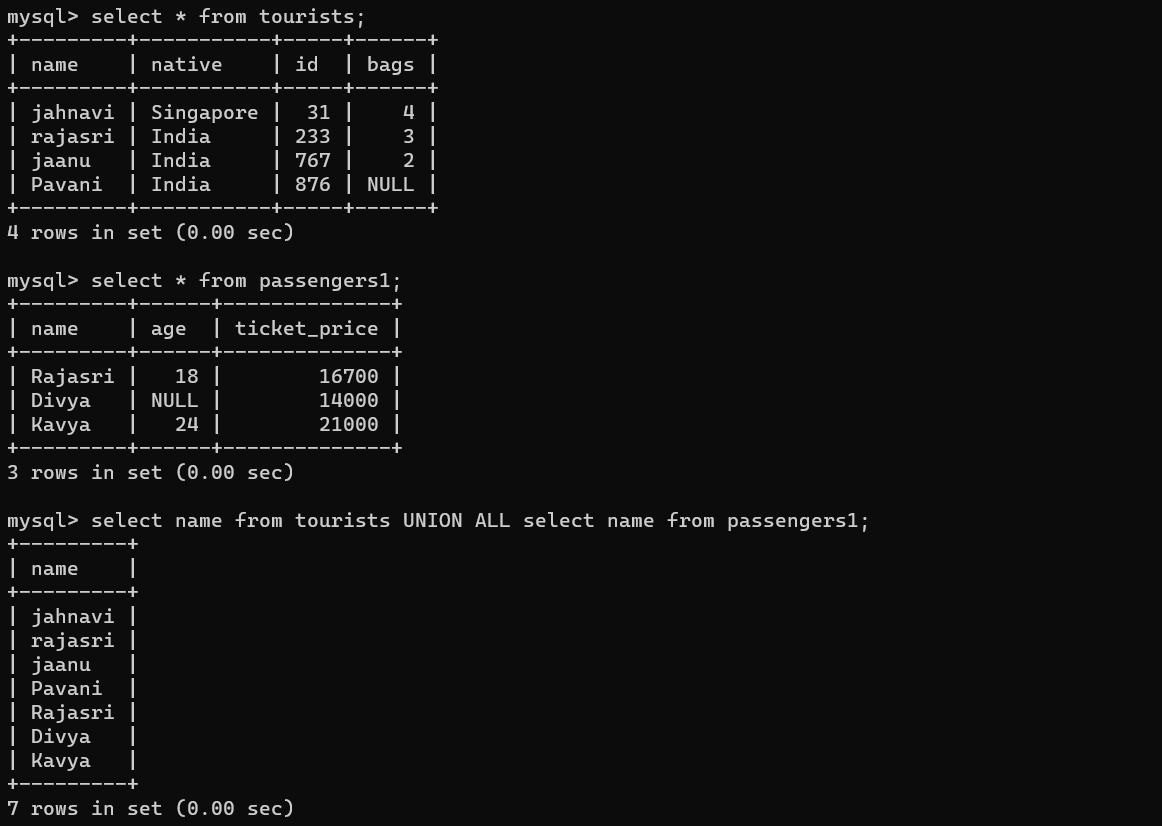 mysql> select * from tourists;
+---------+-----------+-----+------+
| name    | native    | id  | bags |
+---------+-----------+-----+------+
| jahnavi | Singapore |  31 |    4 |
| rajasri | India     | 233 |    3 |
| jaanu   | India     | 767 |    2 |
| Pavani  | India     | 876 | NULL |
+---------+-----------+-----+------+
4 rows in set (0.00 sec)

mysql> select * from passengers1;
+---------+------+--------------+
| name    | age  | ticket_price |
+---------+------+--------------+
| Rajasri |   18 |        16700 |
| Divya   | NULL |        14000 |
| Kavya   |   24 |        21000 |
+---------+------+--------------+
3 rows in set (0.00 sec)

mysql> select name from tourists UNION ALL select name from passengers1;
+---------+
| name    |
+---------+
| jahnavi |
| rajasri |
| jaanu   |
| Pavani  |
| Rajasri |
| Divya   |
| Kavya   |
+---------+
7 rows in set (0.00 sec)